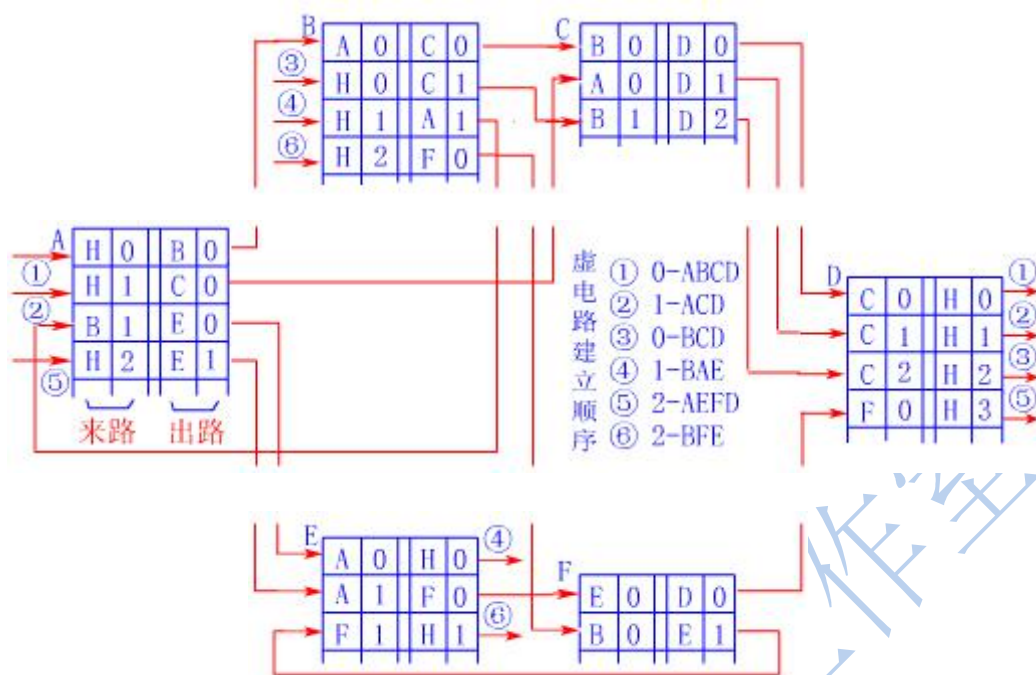 B
A 0 C 0
③ H 0 C 1
④ H 1 A 1
⑥ H 2 F 0
C
B 0 D 0
A 0 D 1
B 1 D 2
A
H 0 B 0
① H 1 C 0
② B 1 E 0
H 2 E 1
⑤
来路 出路
虚电路建立顺序
① 0-ABCD
② 1-ACD
③ 0-BCD
④ 1-BAE
⑤ 2-AEFD
⑥ 2-BFE
D
C 0 H 0 ①
C 1 H 1 ②
C 2 H 2 ③
F 0 H 3 ⑤
E
A 0 H 0 ④
A 1 F 0
F 1 H 1 ⑥
F
E 0 D 0
B 0 E 1
作室